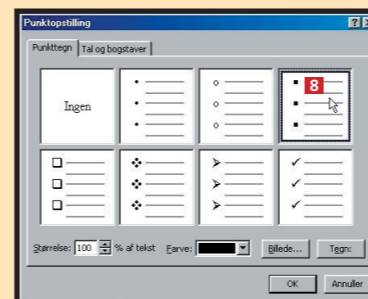 Punktopstilling
Punkttegn Tal og bogstaver
Ingen
8
Størrelse: 100 % af tekst Farve: Billede... Tegn:
OK Annuller